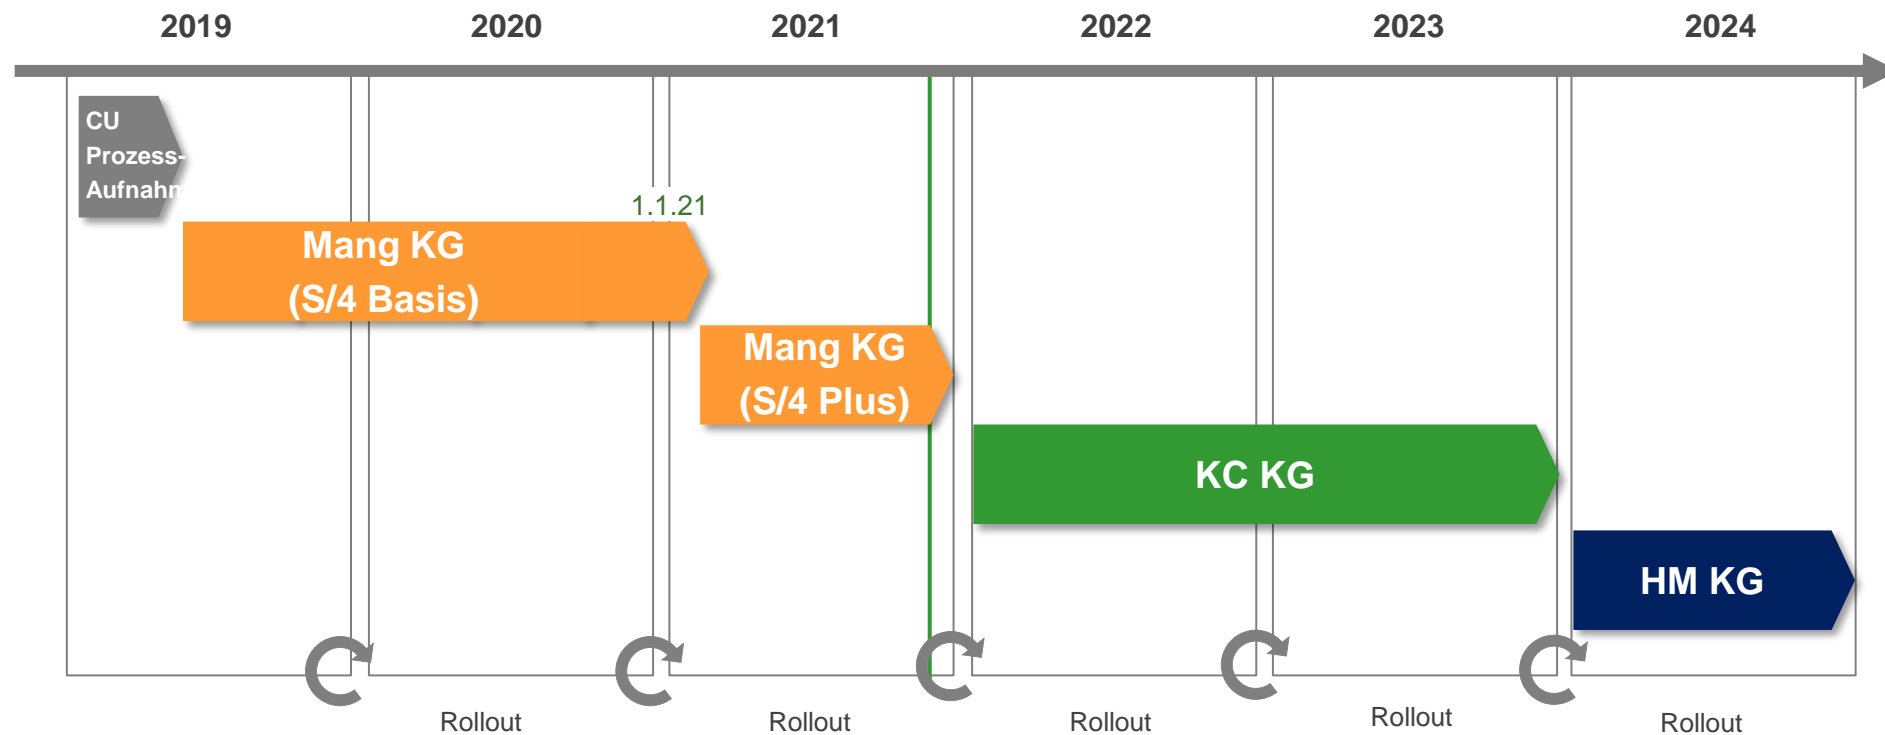 2019
2020
2021
2022
2023
2024
CU
Prozess-
Aufnahm
1.1.21
Mang KG
(S/4 Basis)
Mang KG
(S/4 Plus)
KC KG
HM KG
Rollout
Rollout
Rollout
Rollout
Rollout